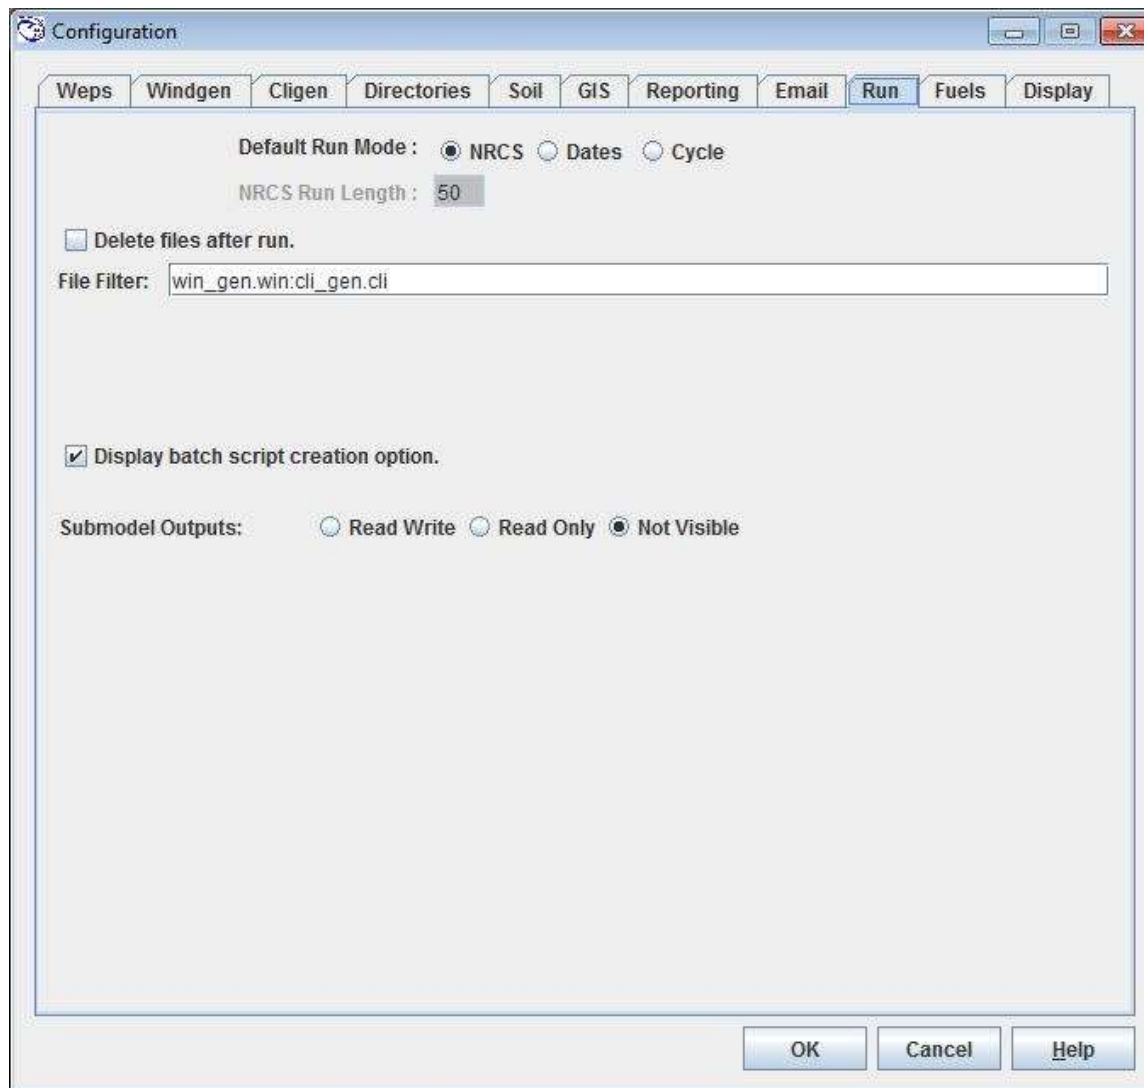 Configuration
Weps Windgen Cligen Directories Soil GIS Reporting Email Run Fuels Display
Default Run Mode : NRCS Dates Cycle
NRCS Run Length : 50
Delete files after run.
File Filter: win_gen.win:cli_gen.cli
Display batch script creation option.
Submodel Outputs: Read Write Read Only Not Visible
OK Cancel Help